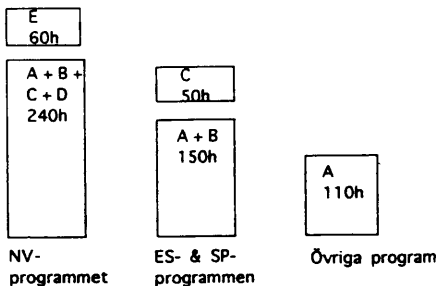 E
60h
A + B +
C + D
240h
NV-
programmet
C
50h
A + B
150h
ES- & SP-
programmen
A
110h
Övriga program